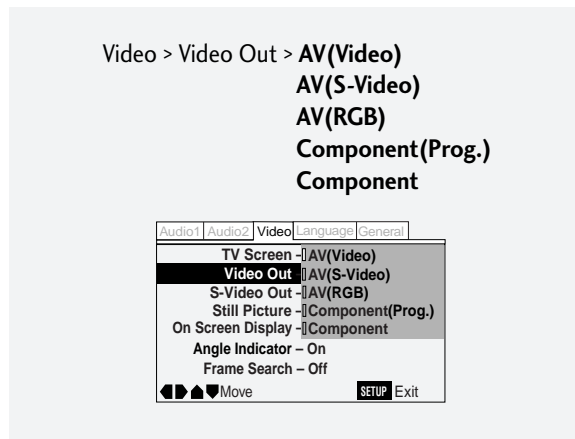 Video > Video Out > AV(Video)
AV(S-Video)
AV(RGB)
Component(Prog.)
Component
Audio1 Audio2 Video Language General
TV Screen - AV(Video)
Video Out - AV(S-Video)
S-Video Out - AV(RGB)
Still Picture - Component(Prog.)
On Screen Display - Component
Angle Indicator – On
Frame Search – Off
Move SETUP Exit